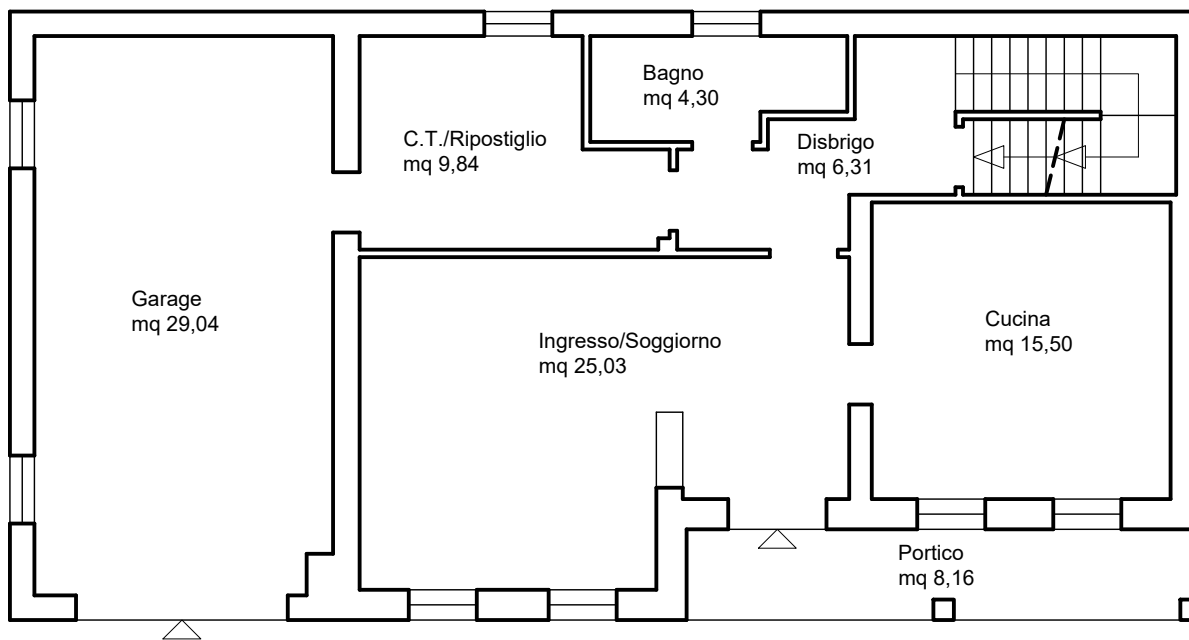 Bagno
mq 4,30
C.T./Ripostiglio
mq 9,84
Disbrigo
mq 6,31
Garage
mq 29,04
Ingresso/Soggiorno
mq 25,03
Cucina
mq 15,50
Portico
mq 8,16